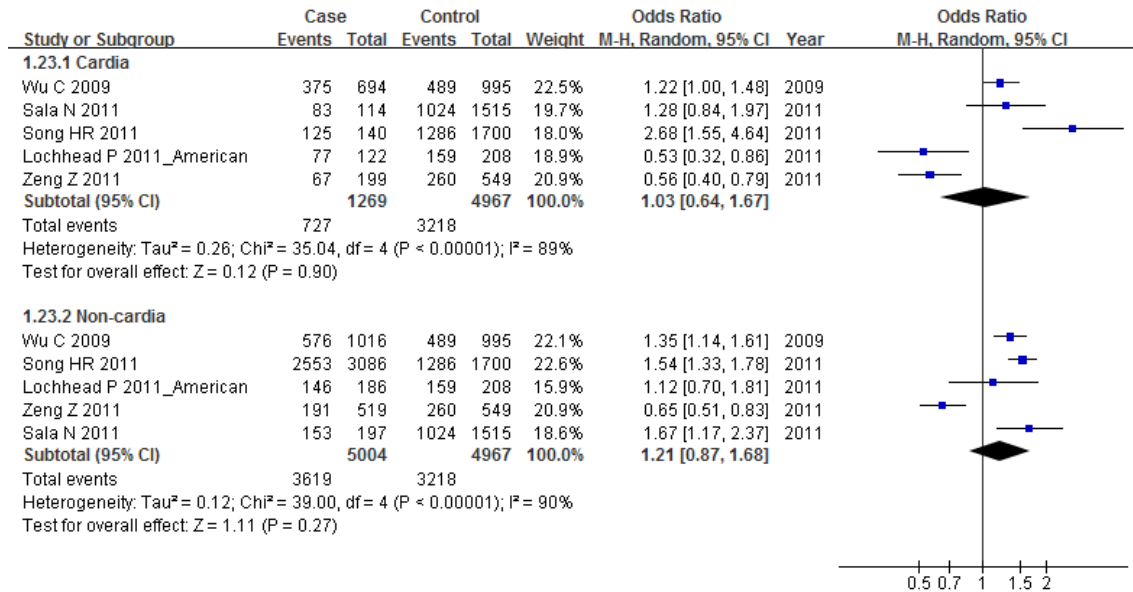 Case Control Odds Ratio Odds Ratio
Study or Subgroup Events Total Events Total Weight M-H, Random, 95% CI Year M-H, Random, 95% CI
1.23.1 Cardia
Wu C 2009 375 694 489 995 22.5% 1.22 [1.00, 1.48] 2009
Sala N 2011 83 114 1024 1515 19.7% 1.28 [0.84, 1.97] 2011
Song HR 2011 125 140 1286 1700 18.0% 2.68 [1.55, 4.64] 2011
Lochhead P 2011_American 77 122 159 208 18.9% 0.53 [0.32, 0.86] 2011
Zeng Z 2011 67 199 260 549 20.9% 0.56 [0.40, 0.79] 2011
Subtotal (95% CI) 1269 4967 100.0% 1.03 [0.64, 1.67]
Total events 727 3218
Heterogeneity: Tau² = 0.26; Chi² = 35.04, df = 4 (P < 0.00001); I² = 89%
Test for overall effect: Z = 0.12 (P = 0.90)
1.23.2 Non-cardia
Wu C 2009 576 1016 489 995 22.1% 1.35 [1.14, 1.61] 2009
Song HR 2011 2553 3086 1286 1700 22.6% 1.54 [1.33, 1.78] 2011
Lochhead P 2011_American 146 186 159 208 15.9% 1.12 [0.70, 1.81] 2011
Zeng Z 2011 191 519 260 549 20.9% 0.65 [0.51, 0.83] 2011
Sala N 2011 153 197 1024 1515 18.6% 1.67 [1.17, 2.37] 2011
Subtotal (95% CI) 5004 4967 100.0% 1.21 [0.87, 1.68]
Total events 3619 3218
Heterogeneity: Tau² = 0.12; Chi² = 39.00, df = 4 (P < 0.00001); I² = 90%
Test for overall effect: Z = 1.11 (P = 0.27)
0.5 0.7 1 1.5 2